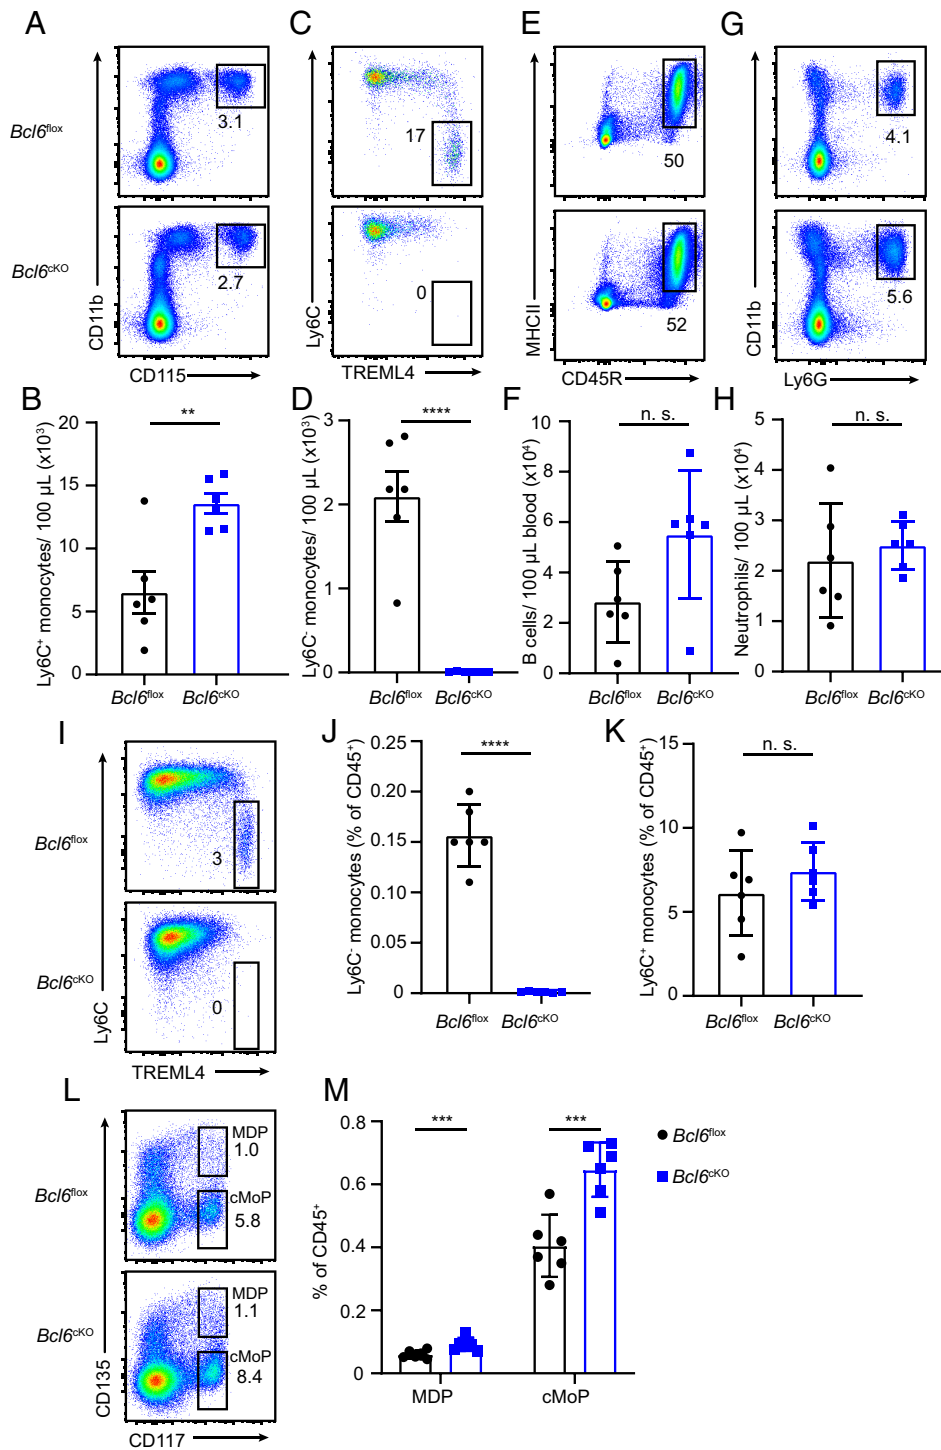 A
C
E
G
Bcl6flox
3.1
17
50
4.1
Bcl6cKO
2.7
0
52
5.6
CD11b
Ly6C
MHCII
CD11b
CD115
TREML4
CD45R
Ly6G
B
**
Ly6C+ monocytes/ 100 µL (x10³)
20
15
10
5
0
Bcl6flox
Bcl6cKO
D
****
Ly6C- monocytes/ 100 µL (x10³)
3
2
1
0
Bcl6flox
Bcl6cKO
F
n. s.
B cells/ 100 µL blood (x10⁴)
8
6
4
2
0
Bcl6flox
Bcl6cKO
H
n. s.
Neutrophils/ 100 µL (x10⁴)
5
4
3
2
1
0
Bcl6flox
Bcl6cKO
I
Bcl6flox
3
Bcl6cKO
0
Ly6C
TREML4
J
****
Ly6C- monocytes (% of CD45+)
0.25
0.20
0.15
0.10
0.05
0
Bcl6flox
Bcl6cKO
K
n. s.
Ly6C+ monocytes (% of CD45+)
15
10
5
0
Bcl6flox
Bcl6cKO
L
Bcl6flox
MDP
1.0
cMoP
5.8
Bcl6cKO
MDP
1.1
cMoP
8.4
CD135
CD117
M
***
***
% of CD45+
0.8
0.6
0.4
0.2
0
MDP
cMoP
Bcl6flox
Bcl6cKO